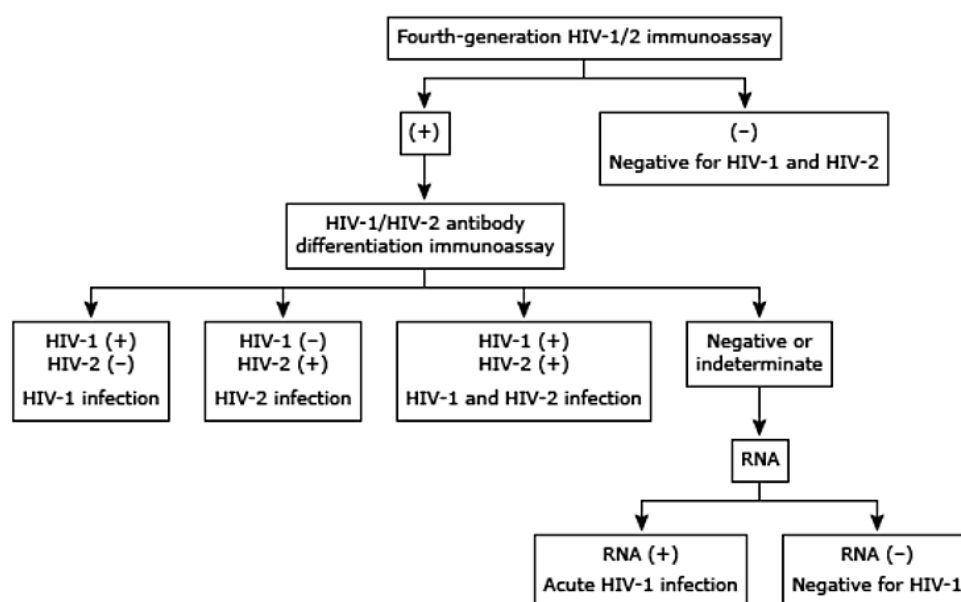 Fourth-generation HIV-1/2 immunoassay
(+)
(–)
Negative for HIV-1 and HIV-2
HIV-1/HIV-2 antibody
differentiation immunoassay
HIV-1 (+)
HIV-2 (–)
HIV-1 infection
HIV-1 (–)
HIV-2 (+)
HIV-2 infection
HIV-1 (+)
HIV-2 (+)
HIV-1 and HIV-2 infection
Negative or
indeterminate
RNA
RNA (+)
Acute HIV-1 infection
RNA (–)
Negative for HIV-1